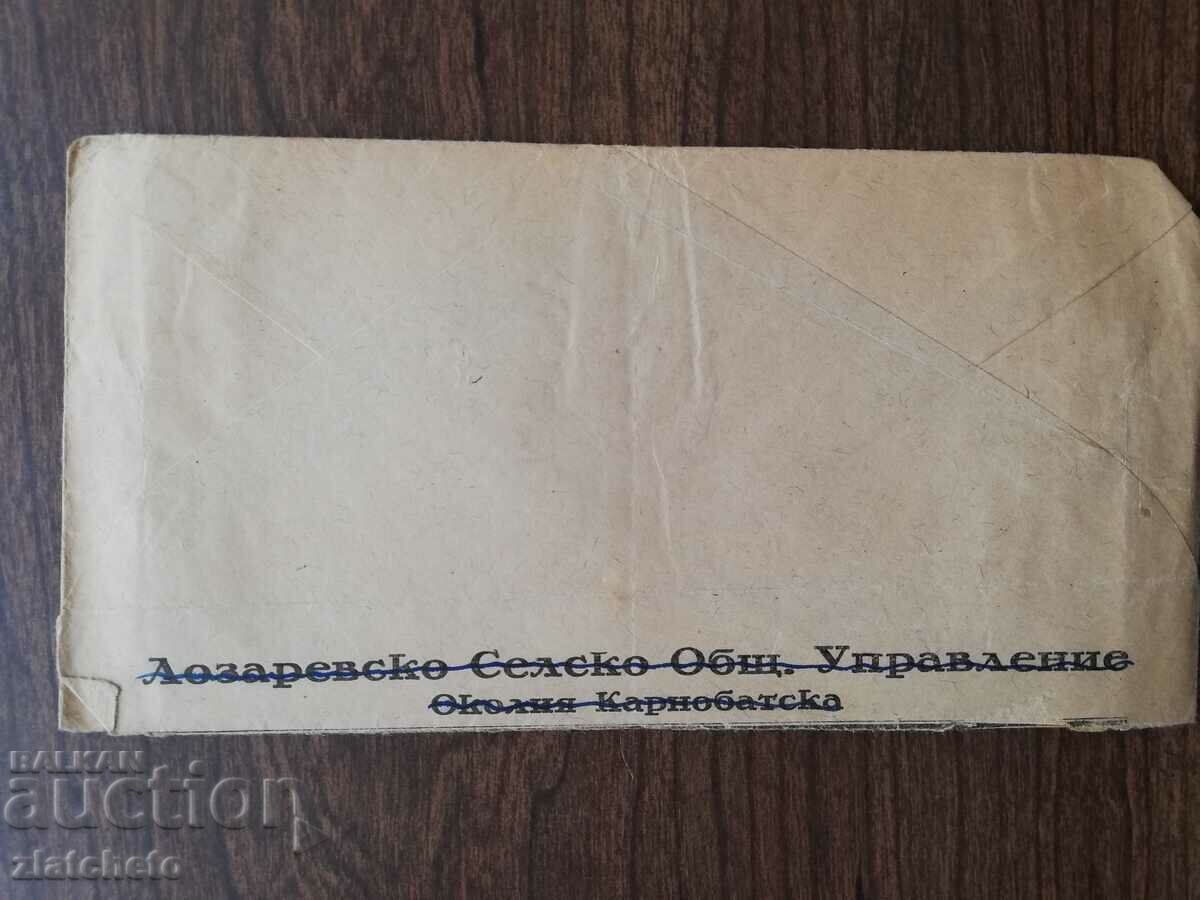 Лозаревско Селско Общ. Управление
Околия Карнобатска
BALKAN
auction
zlatcheto